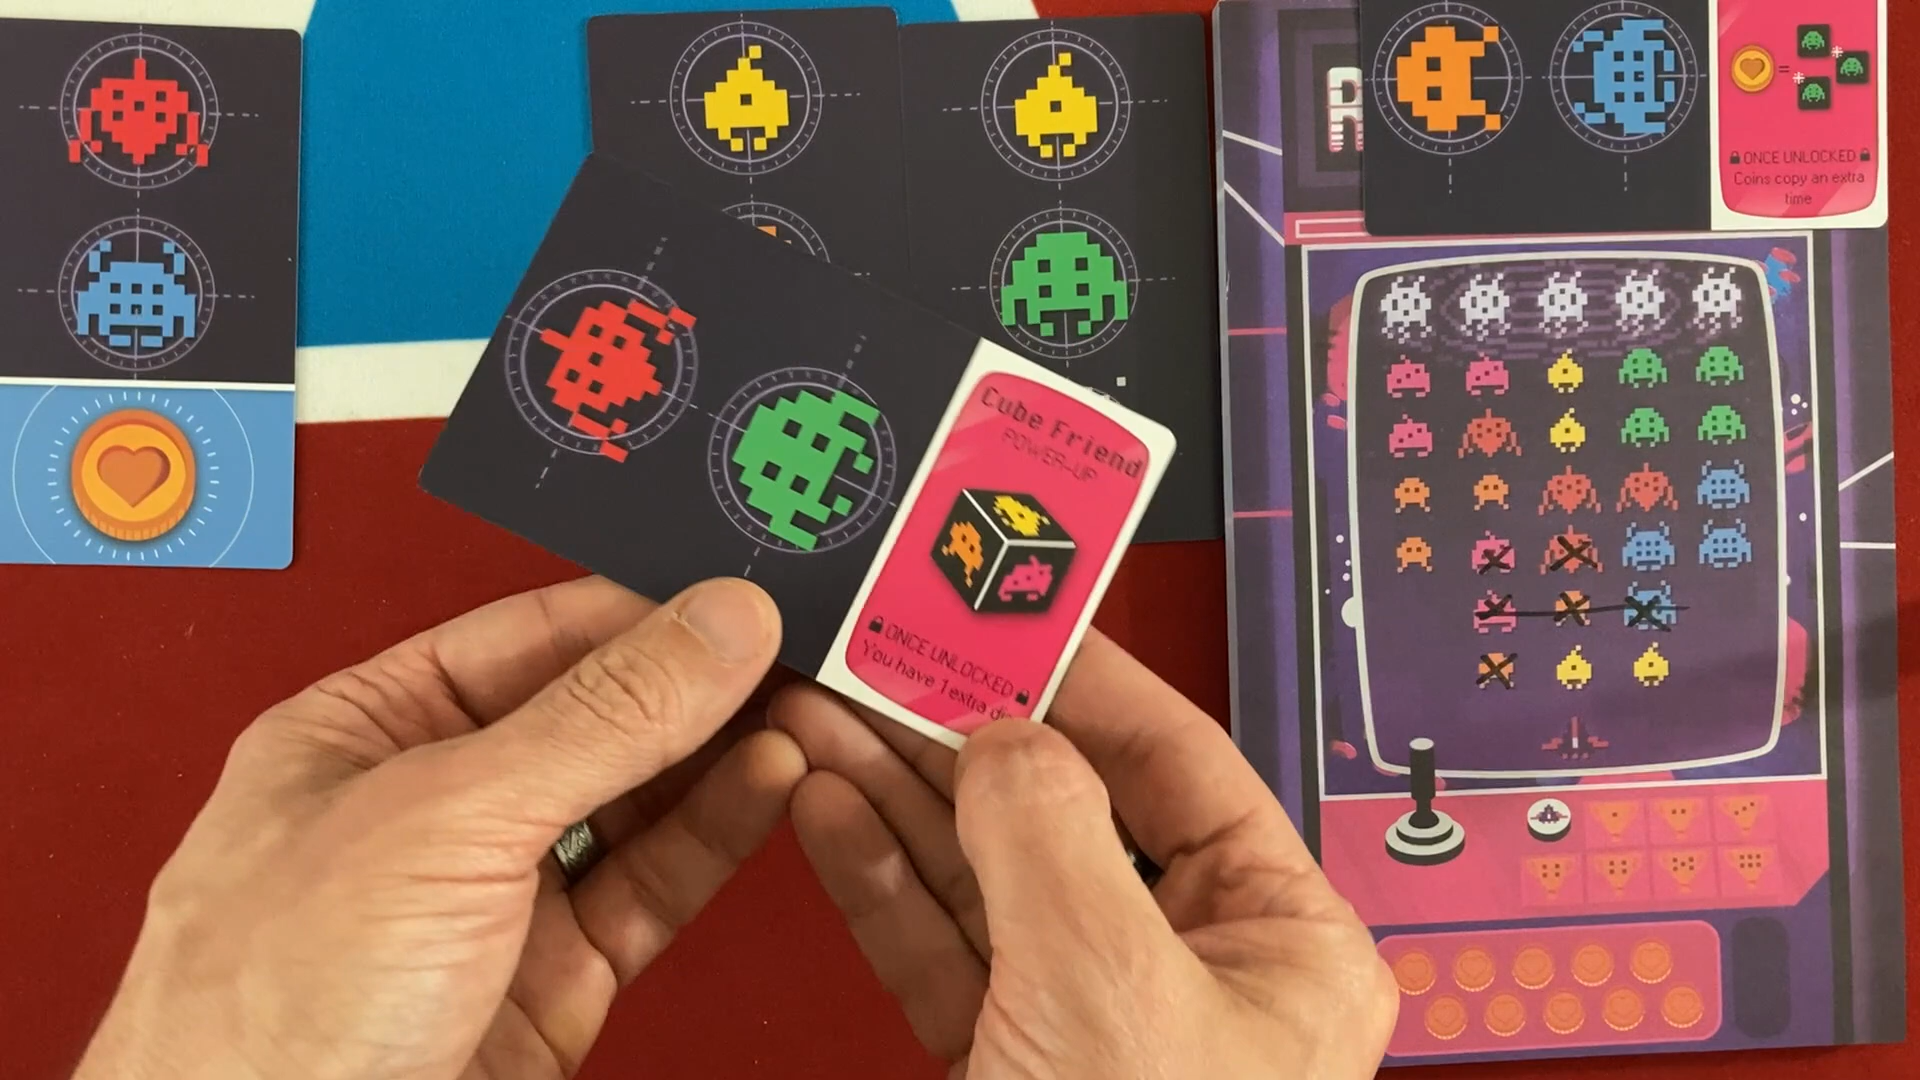 R
ONCE UNLOCKED
Coins copy an extra
time
Cube Friend
POWER-UP
ONCE UNLOCKED
You have 1 extra